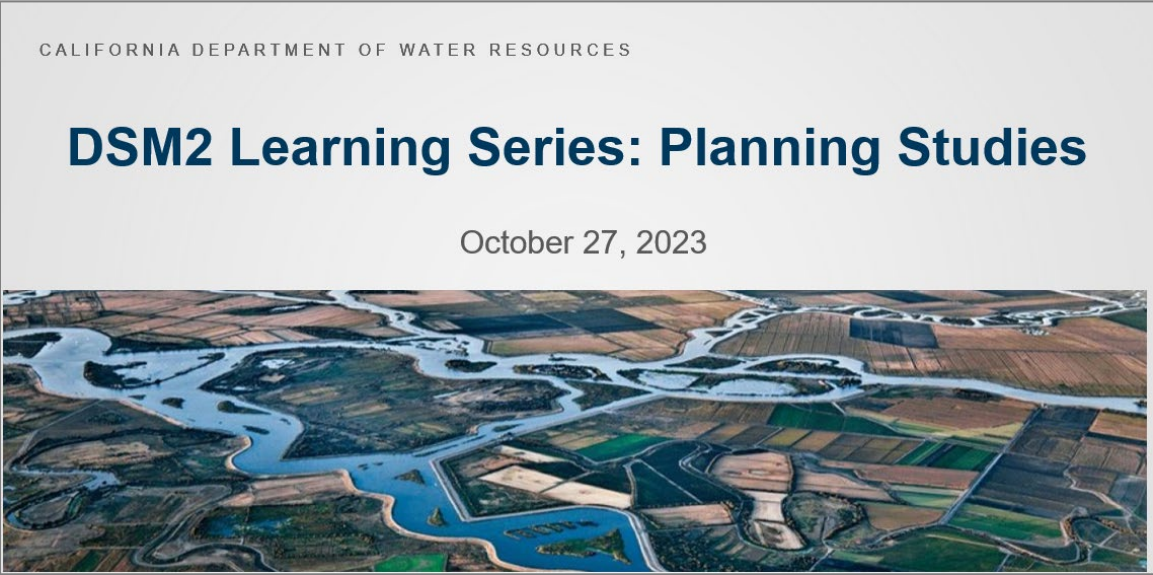 CALIFORNIA DEPARTMENT OF WATER RESOURCES
DSM2 Learning Series: Planning Studies
October 27, 2023